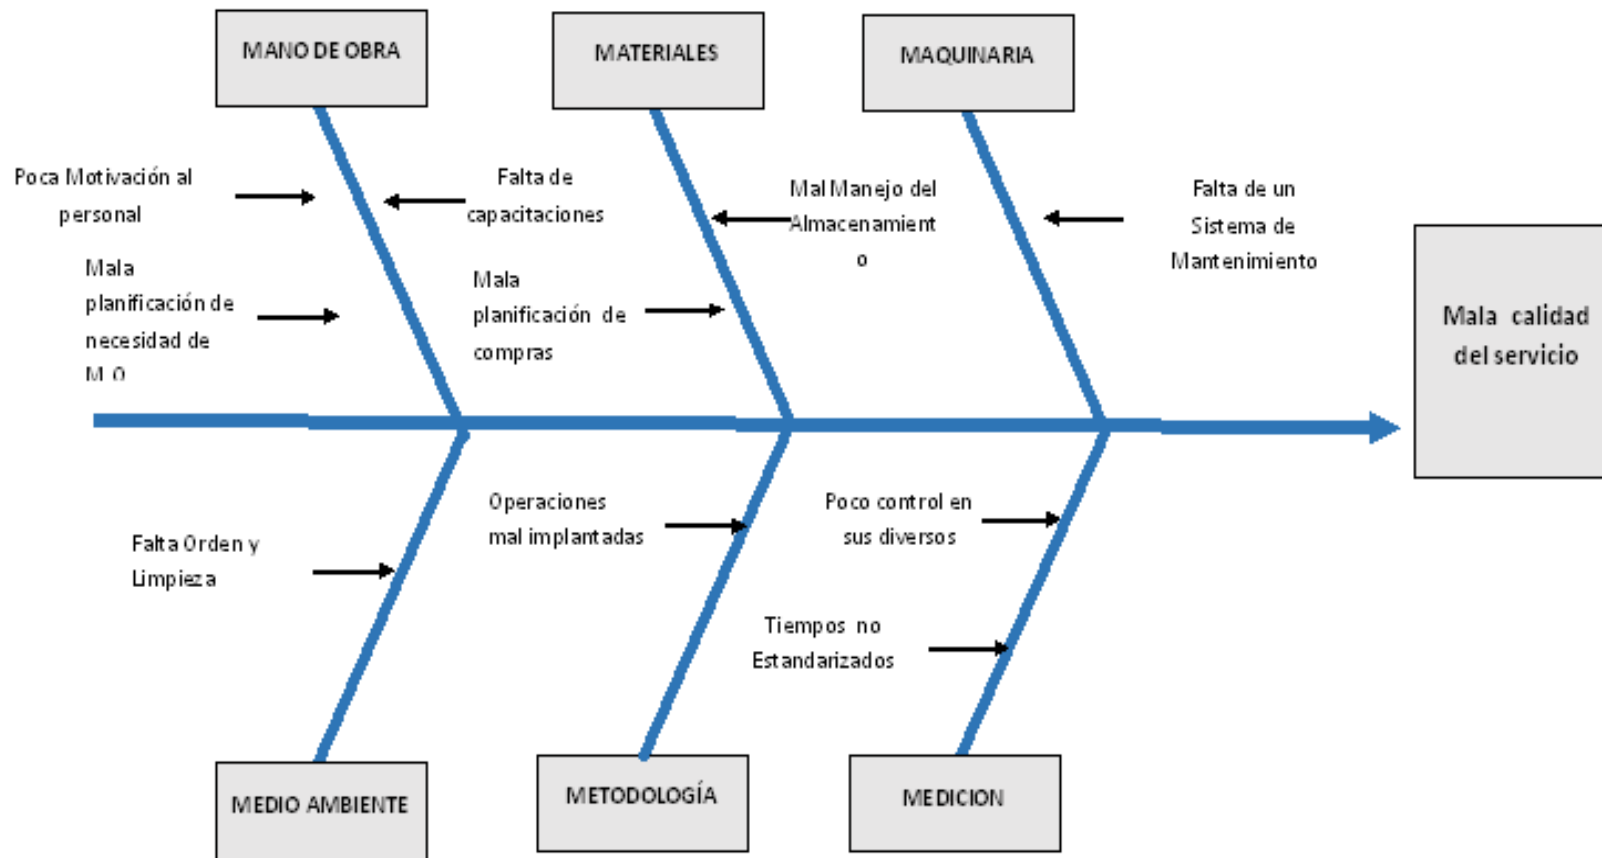 MANO DE OBRA
MATERIALES
MAQUINARIA
Poca Motivación al
personal
Falta de
capacitaciones
Mal Manejo del
Almacenamient
o
Falta de un
Sistema de
Mantenimiento
Mala
planificación de
necesidad de
M.O
Mala
planificación de
compras
Mala calidad
del servicio
Falta Orden y
Limpieza
Operaciones
mal implantadas
Poco control en
sus diversos
Tiempos no
Estandarizados
MEDIO AMBIENTE
METODOLOGÍA
MEDICION